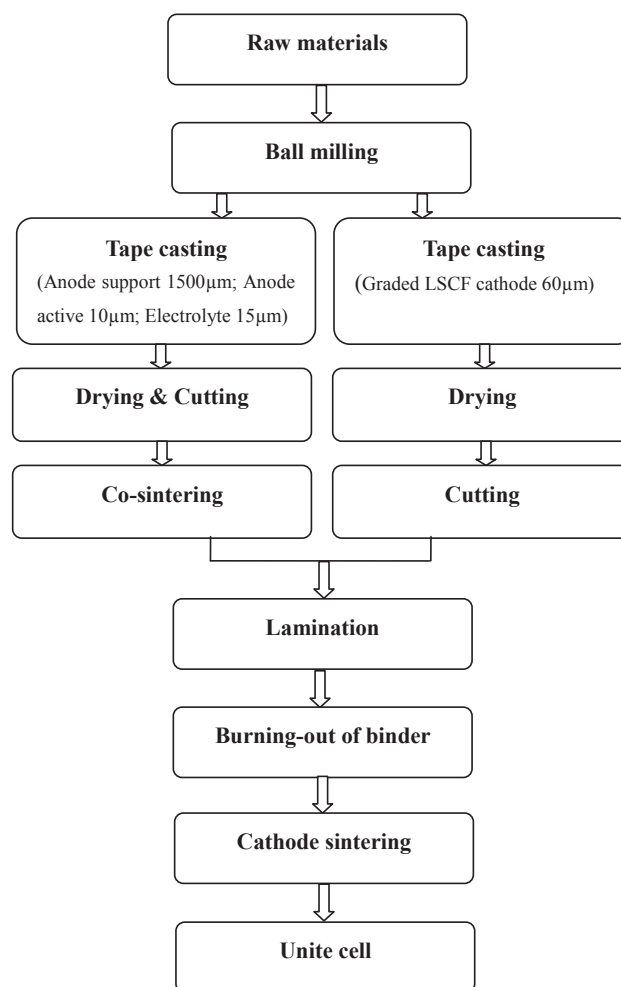 Raw materials
Ball milling
Tape casting
(Anode support 1500μm; Anode
active 10μm; Electrolyte 15μm)
Tape casting
(Graded LSCF cathode 60μm)
Drying & Cutting
Drying
Co-sintering
Cutting
Lamination
Burning-out of binder
Cathode sintering
Unite cell